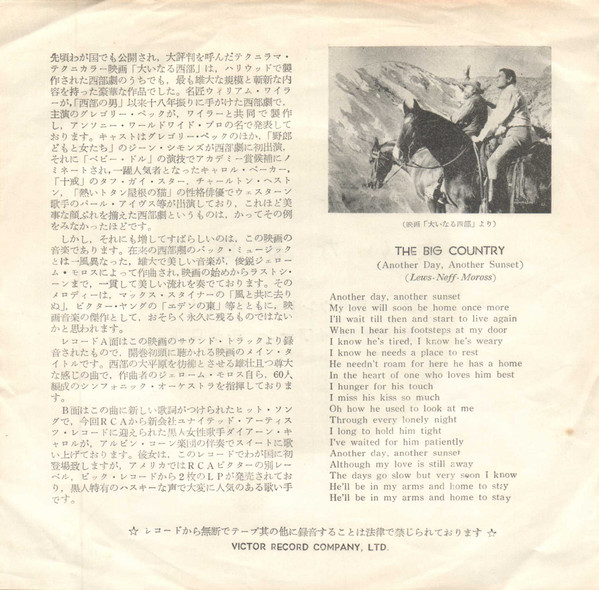 先頃わが国でも公開され，大評判を呼んだテクニラマ・
テクニカラー映画「大いなる西部」は，ハリウッドで製
作された西部劇のうちでも，最も雄大な規模と斬新な内
容を持った豪華な作品でした。名匠ウィリアム・ワイラ
ーが，「西部の男」以来十八年振りに手がけた西部劇で，
主演のグレゴリー・ペックが，ワイラーと共同で製作
し，アンソニー・ワールドワイド・プロの名で発表して
おります。キャストはグレゴリー・ペックのほか，「野郎
どもと女たち」のジーン・シモンズが西部劇に初出演，
それに「ベビー・ドル」の演技でアカデミー賞候補にノ
ミネートされ，一躍人気者となったキャロル・ベーカー，
「十戒」のタフ・ガイ・スター，チャールトン・ヘスト
ン，「熱いトタン屋根の猫」の性格俳優でウェスターン
歌手のバール・アイヴス等が出演しており，これほど美
事な顔ぶれを揃えた西部劇というものは，かってその例
をみなかったほどです。
しかし，それにも増してすばらしいのは，この映画の
音楽であります。在来の西部劇のバック・ミュージック
とは一風異なった，雄大で美しい音楽が，俊鋭ジェロー
ム・モロスによって作曲され，映画の始めからラストシ
ーンまで，一貫して美しい流れを奏でております。その
メロディーは，マックス・スタイナーの「風と共に去り
ぬ」，ビクター・ヤングの「エデンの東」等とともに，映
画音楽の傑作として，おそらく永久に残るものではない
かと思われます。
レコードA面はこの映画のサウンド・トラックより録
音されたもので，開巻初頭に聴かれる映画のメイン・タ
イトルです。西部の大平原を彷彿とさせる雄壮且つ尊大
な感じの曲で，作曲者のジェローム・モロス自ら，60人
編成のシンフォニック・オーケストラを指揮しておりま
す。
B面はこの曲に新しい歌詞がつけられたヒット・ソン
グで，今回RCAから新会社ユナイテッド・アーティス
ツ・レコードに迎えられた黒人女性歌手ダイアーン・キ
ャロルが，アルビン・コーン楽団の伴奏でスイートに歌
い上げております。彼女は，このレコードでわが国に初
登場致しますが，アメリカではRCAビクターの別レー
ベル，ビック・レコードから2枚のLPが発売されてお
り，黒人特有のハスキーな声で大変に人気のある歌い手
です。
（映画「大いなる西部」より）
THE BIG COUNTRY
(Another Day, Another Sunset)
(Lews-Neff-Moross)
Another day, another sunset
My love will soon be home once more
I'll wait till then and start to live again
When I hear his footsteps at my door
I know he's tired, I know he's weary
I know he needs a place to rest
He needn't roam for here he has a home
In the heart of one who loves him best
I hunger for his touch
I miss his kiss so much
Oh how he used to look at me
Through every lonely night
I long to hold him tight
I've waited for him patiently
Another day, another sunset
Although my love is still away
The days go slow but very soon I know
He'll be in my arms and home to stay
He'll be in my arms and home to stay
☆ レコードから無断でテープ其の他に録音することは法律で禁じられております ☆
VICTOR RECORD COMPANY, LTD.